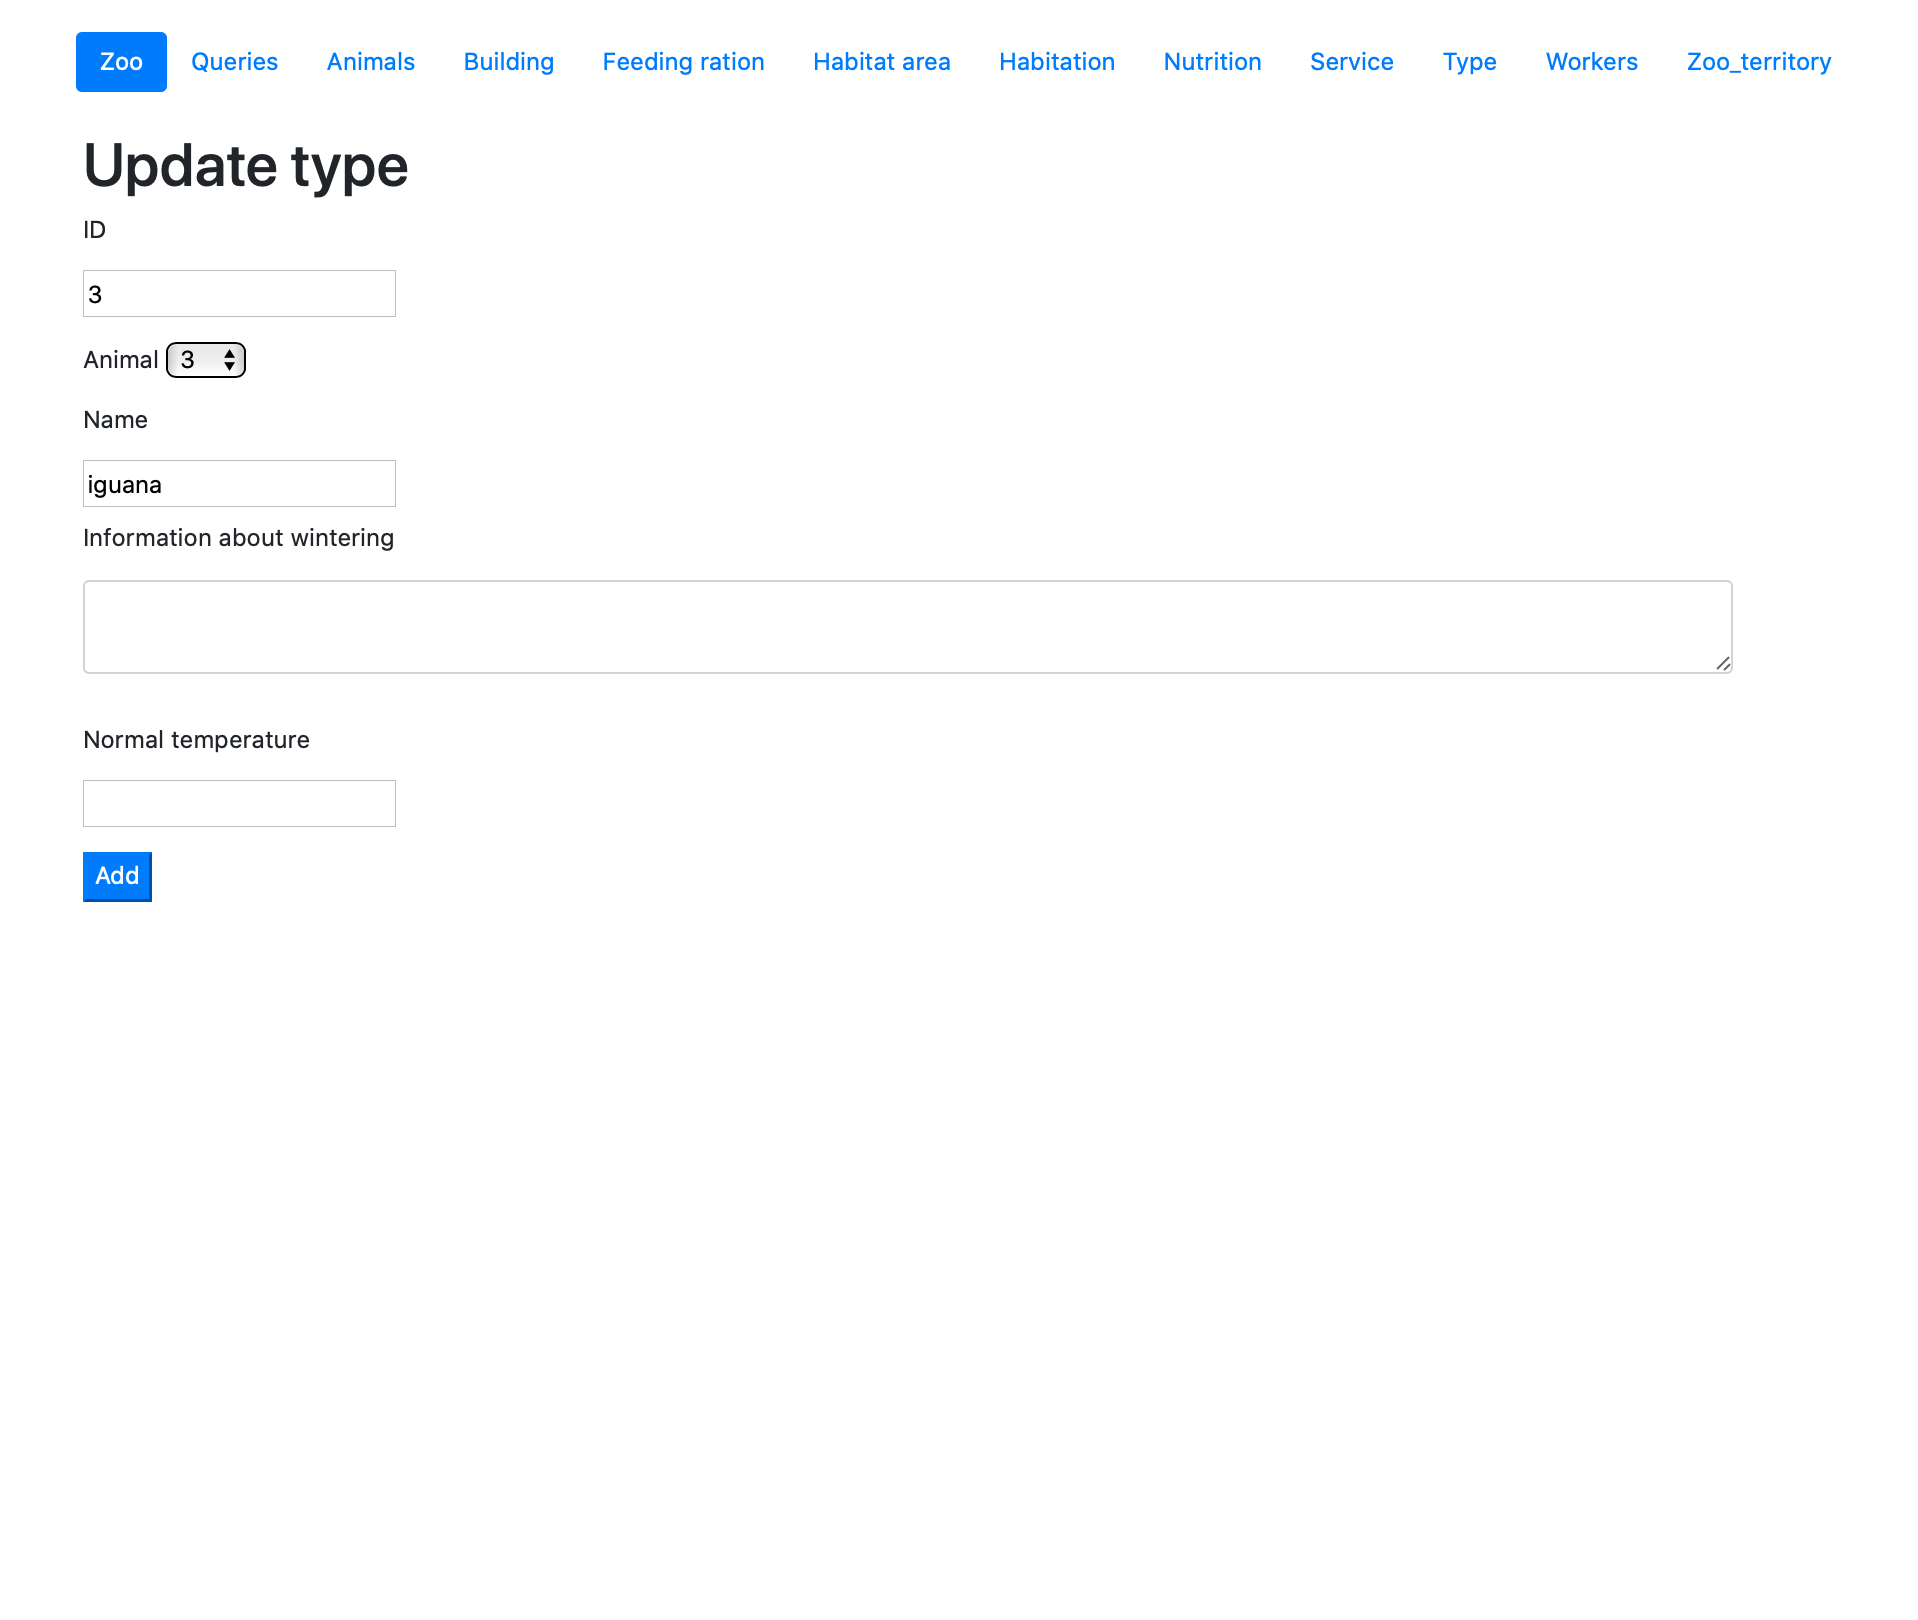 Zoo Queries Animals Building Feeding ration Habitat area Habitation Nutrition Service Type Workers Zoo_territory
Update type
ID
3
Animal 3
Name
iguana
Information about wintering
Normal temperature
Add